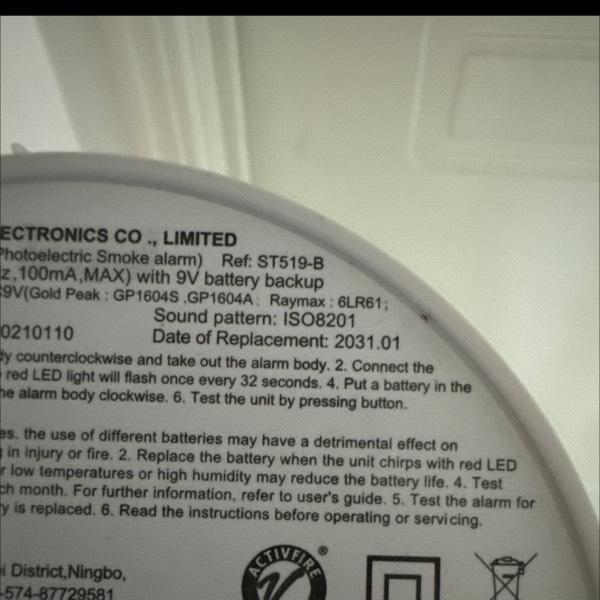 ECTRONICS CO ., LIMITED
Photoelectric Smoke alarm) Ref: ST519-B
z,100mA,MAX) with 9V battery backup
9V(Gold Peak : GP1604S ,GP1604A ; Raymax : 6LR61;
Sound pattern: ISO8201
0210110 Date of Replacement: 2031.01
dy counterclockwise and take out the alarm body. 2. Connect the
red LED light will flash once every 32 seconds. 4. Put a battery in the
he alarm body clockwise. 6. Test the unit by pressing button.
es. the use of different batteries may have a detrimental effect on
in injury or fire. 2. Replace the battery when the unit chirps with red LED
r low temperatures or high humidity may reduce the battery life. 4. Test
ch month. For further information, refer to user's guide. 5. Test the alarm for
y is replaced. 6. Read the instructions before operating or servicing.
i District,Ningbo,
-574-87729581
ACTIVFIRE ®